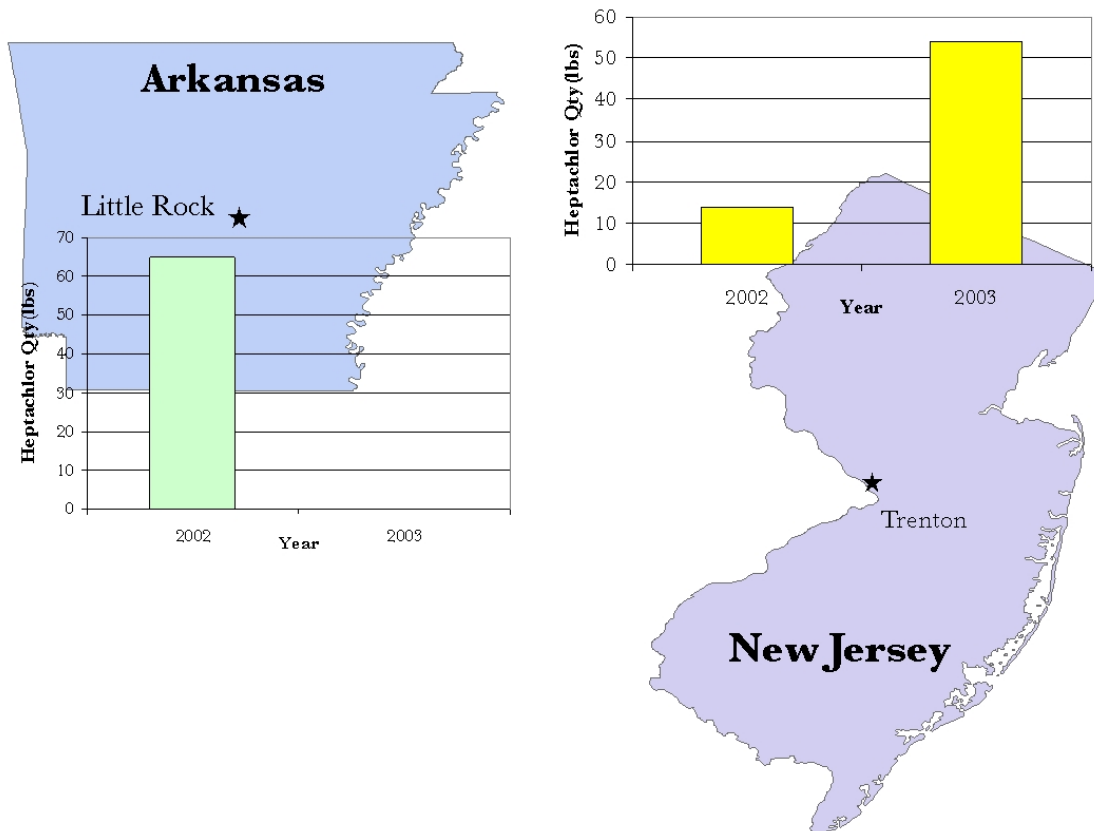 Arkansas
Little Rock
Heptachlor Qty (lbs)
70
60
50
40
30
20
10
0
2002
Year
2003
Heptachlor Qty (lbs)
60
50
40
30
20
10
0
2002
Year
2003
Trenton
New Jersey